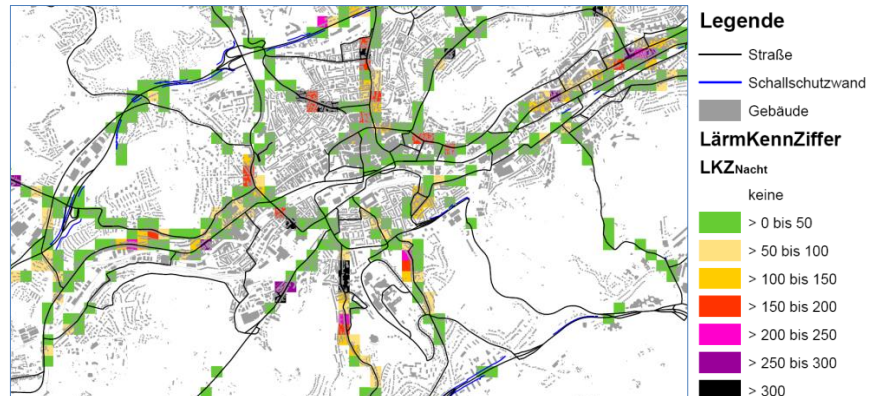 Legende
Straße
Schallschutzwand
Gebäude
LärmKennZiffer
LKZNacht
keine
> 0 bis 50
> 50 bis 100
> 100 bis 150
> 150 bis 200
> 200 bis 250
> 250 bis 300
> 300